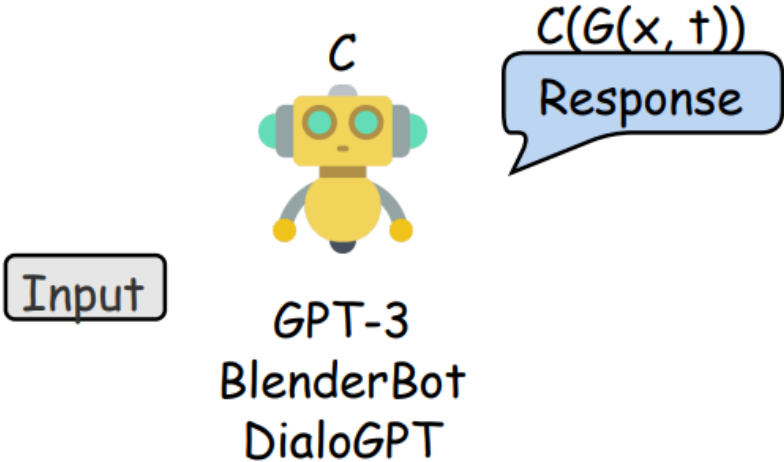 C
C(G(x, t))
Response
Input
GPT-3
BlenderBot
DialoGPT